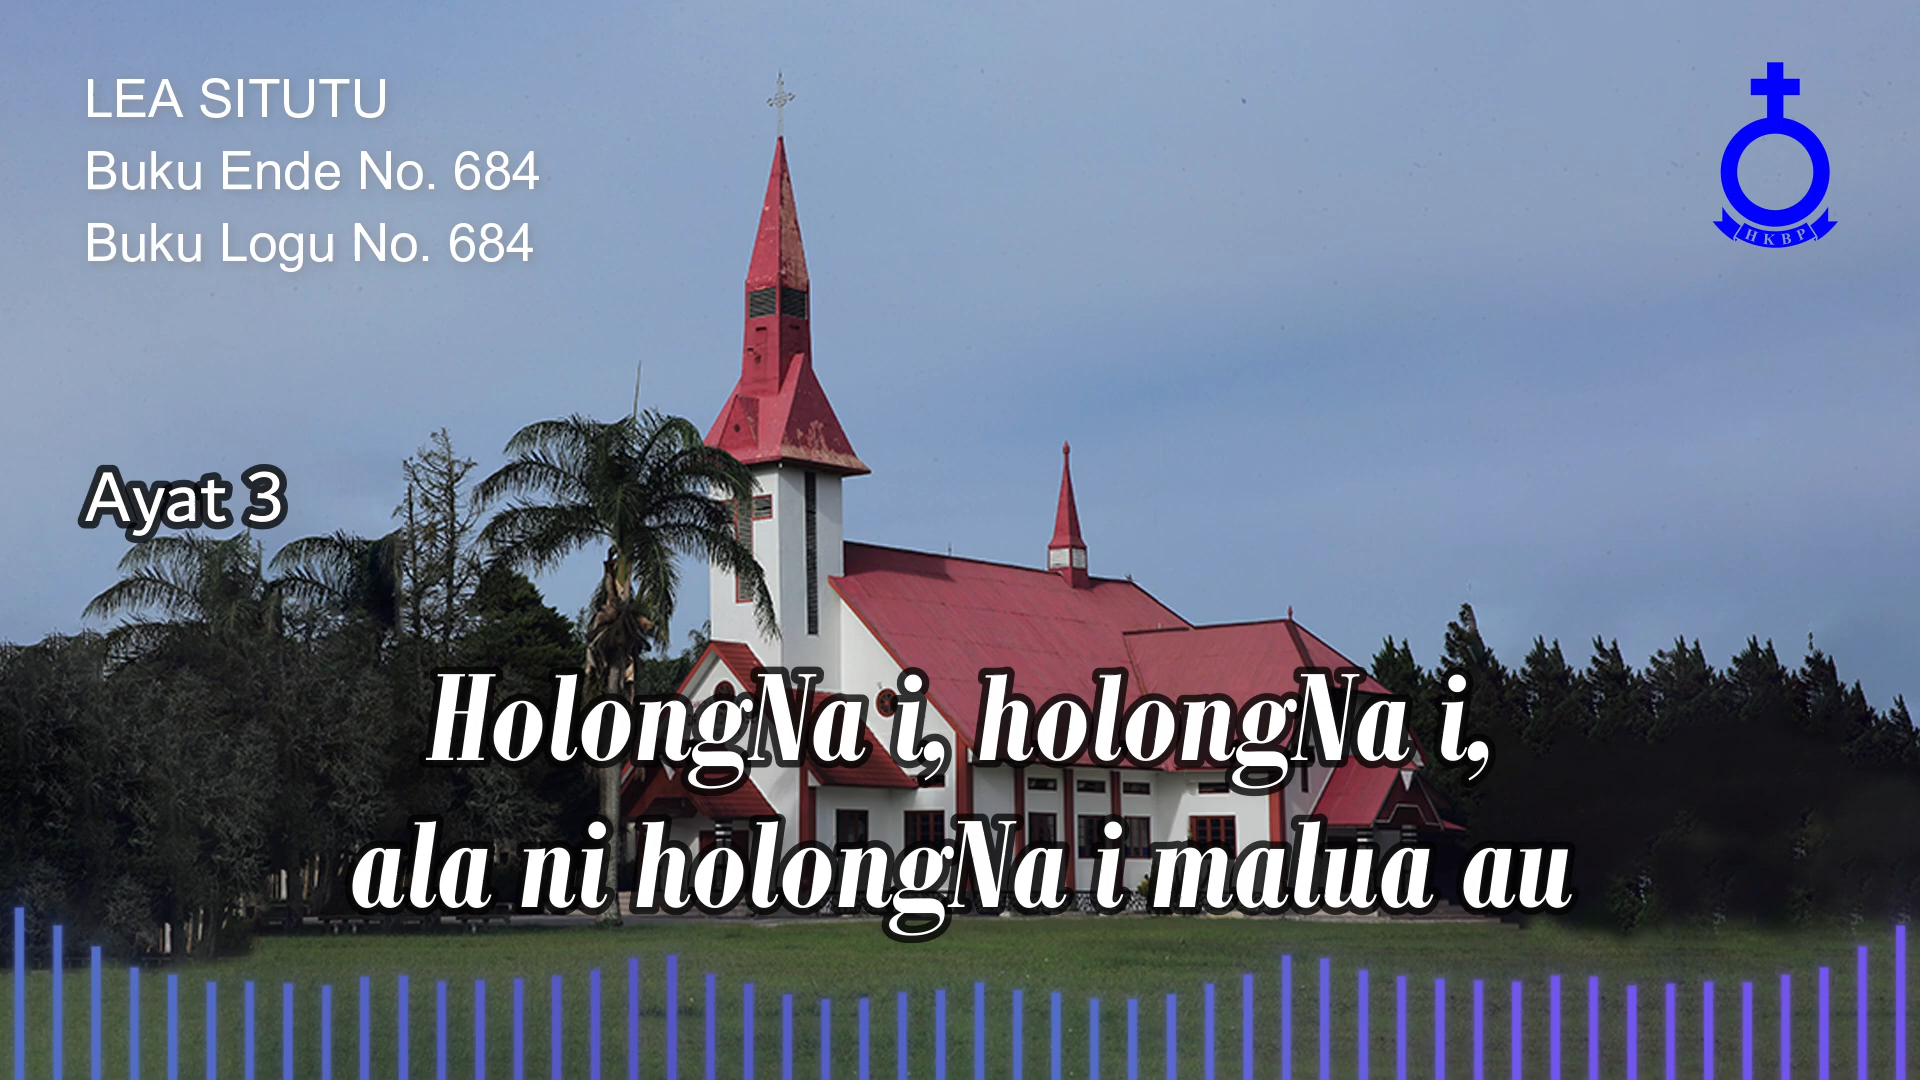 LEA SITUTU
Buku Ende No. 684
Buku Logu No. 684
HKBP
Ayat 3
HolongNa i, holongNa i,
ala ni holongNa i malua au